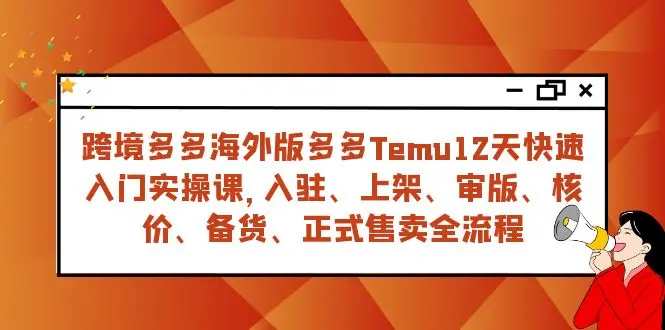 跨境多多海外版多多Temu12天快速
入门实操课,入驻、上架、审版、核
价、备货、正式售卖全流程